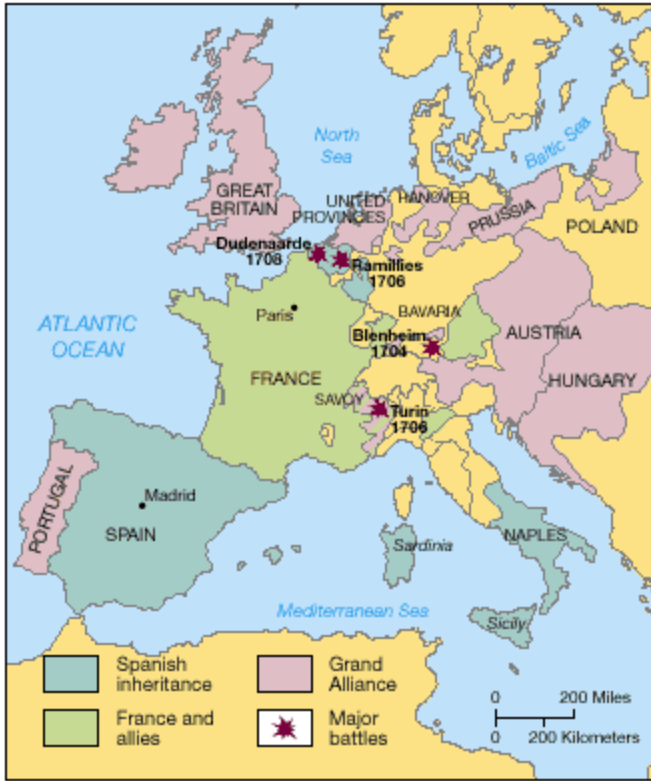 North
Sea
Baltic Sea
GREAT
BRITAIN
UNITED
PROVINCES
HANOVER
PRUSSIA
POLAND
Dudenaarde
1708
Ramillies
1706
Paris
BAVARIA
Blenheim
1704
ATLANTIC
OCEAN
AUSTRIA
FRANCE
HUNGARY
SAVOY
Turin
1706
PORTUGAL
Madrid
SPAIN
Sardinia
NAPLES
Mediterranean Sea
Sicily
Spanish
inheritance
Grand
Alliance
France and
allies
Major
battles
0 200 Miles
0 200 Kilometers